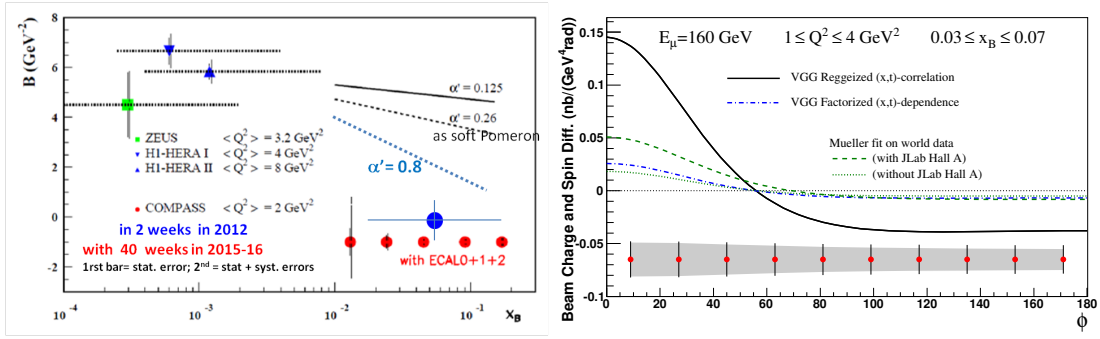 B (GeV⁻²)
8
6
4
2
0
-2
α' = 0.125
α' = 0.26
as soft Pomeron
α'= 0.8
ZEUS < Q² > = 3.2 GeV²
H1-HERA I < Q² > = 4 GeV²
H1-HERA II < Q² > = 8 GeV²
COMPASS < Q² > = 2 GeV²
in 2 weeks in 2012
with 40 weeks in 2015-16
1rst bar= stat. error; 2ⁿᵈ = stat + syst. errors
with ECAL0+1+2
10⁻⁴
10⁻³
10⁻²
10⁻¹
x_B
Beam Charge and Spin Diff. (nb/(GeV⁴rad))
0.15
0.1
0.05
0
-0.05
-0.1
E_μ=160 GeV 1 ≤ Q² ≤ 4 GeV² 0.03 ≤ x_B ≤ 0.07
VGG Reggeized (x,t)-correlation
VGG Factorized (x,t)-dependence
Mueller fit on world data
(with JLab Hall A)
(without JLab Hall A)
0 20 40 60 80 100 120 140 160 180
ϕ